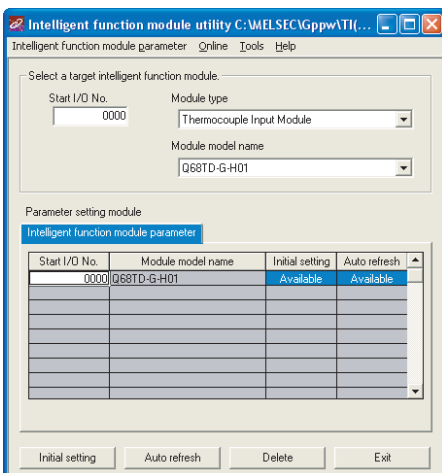 Intelligent function module utility C:\MELSEC\Gppw\TI(...
Intelligent function module parameter Online Tools Help
Select a target intelligent function module.
Start I/O No. Module type
0000 Thermocouple Input Module
Module model name
Q68TD-G-H01
Parameter setting module
Intelligent function module parameter
Start I/O No. Module model name Initial setting Auto refresh
0000 Q68TD-G-H01 Available Available
Initial setting Auto refresh Delete Exit